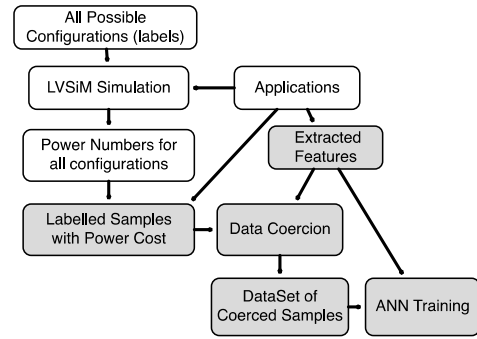 All Possible
Configurations (labels)
LVSiM Simulation
Applications
Power Numbers for
all configurations
Extracted
Features
Labelled Samples
with Power Cost
Data Coercion
DataSet of
Coerced Samples
ANN Training